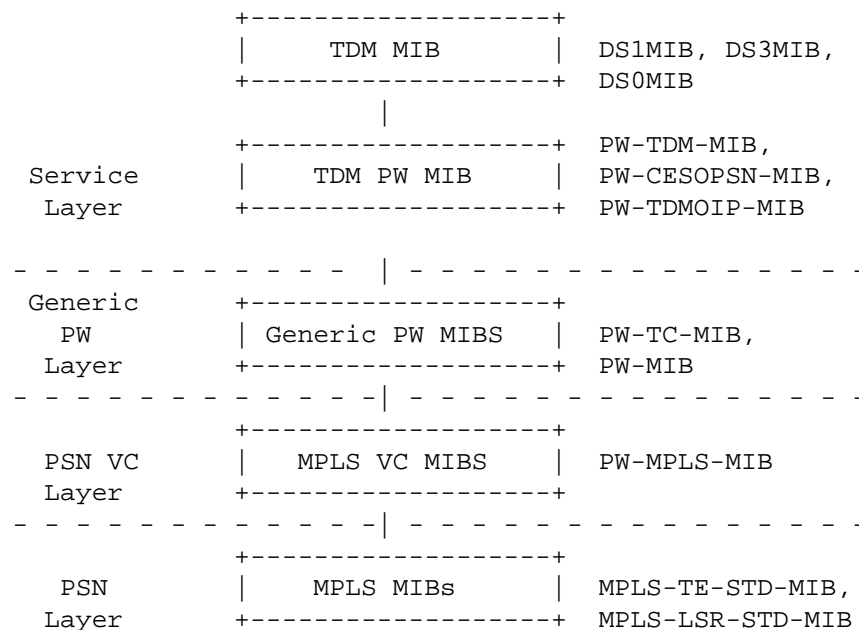 +------------------+
|     TDM MIB      |  DS1MIB, DS3MIB,
+------------------+  DS0MIB
|
+------------------+  PW-TDM-MIB,
Service      |    TDM PW MIB    |  PW-CESOPSN-MIB,
Layer       +------------------+  PW-TDMOIP-MIB
- - - - - - - - - - -  | - - - - - - - - - - - - - - -
Generic      +------------------+
PW        | Generic PW MIBS  |  PW-TC-MIB,
Layer       +------------------+  PW-MIB
- - - - - - - - - - - -| - - - - - - - - - - - - - - -
+------------------+
PSN VC      |   MPLS VC MIBS   |  PW-MPLS-MIB
Layer       +------------------+
- - - - - - - - - - - -| - - - - - - - - - - - - - - -
+------------------+
PSN        |    MPLS MIBs     |  MPLS-TE-STD-MIB,
Layer       +------------------+  MPLS-LSR-STD-MIB